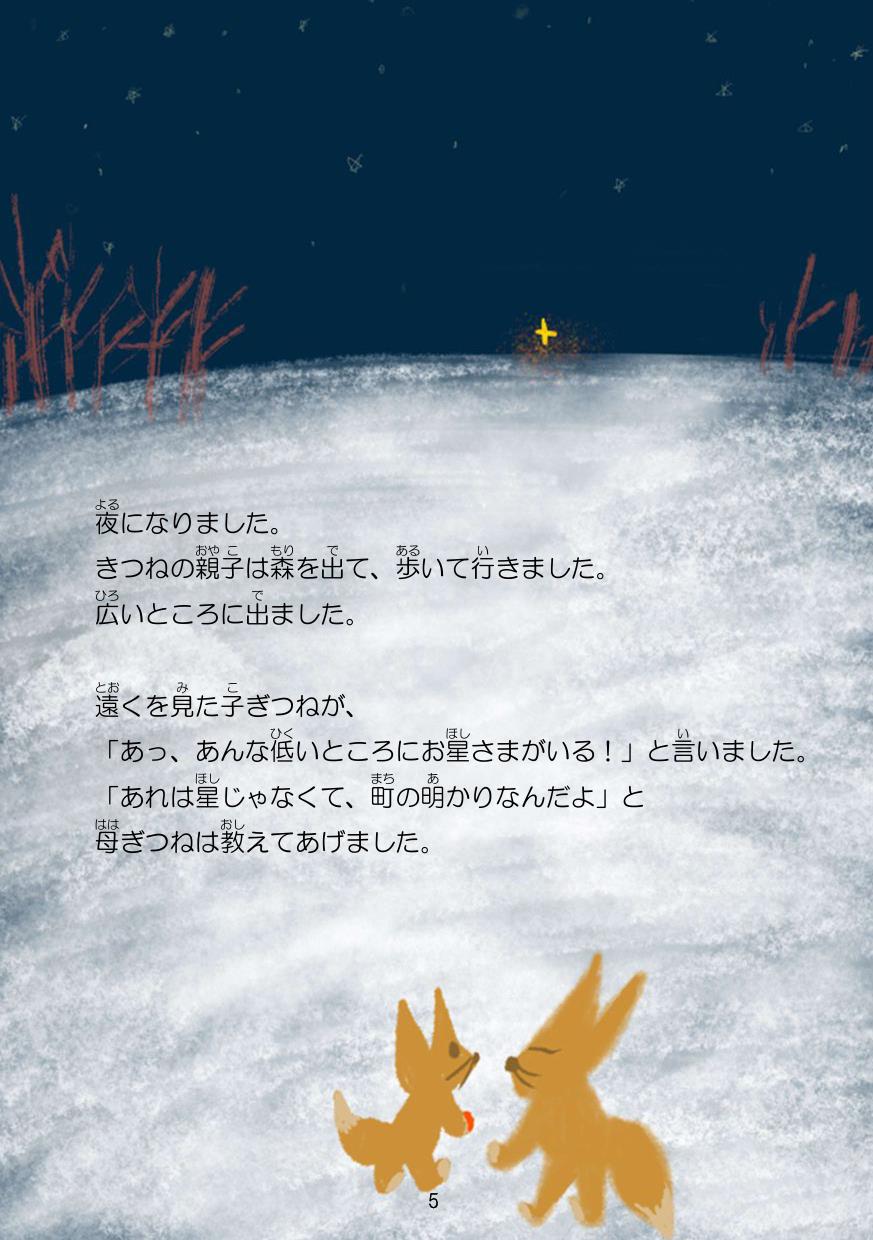 夜になりました。
きつねの親子は森を出て、歩いて行きました。
広いところに出ました。
遠くを見た子ぎつねが、
「あっ、あんな低いところにお星さまがいる！」と言いました。
「あれは星じゃなくて、町の明かりなんだよ」と
母ぎつねは教えてあげました。
5